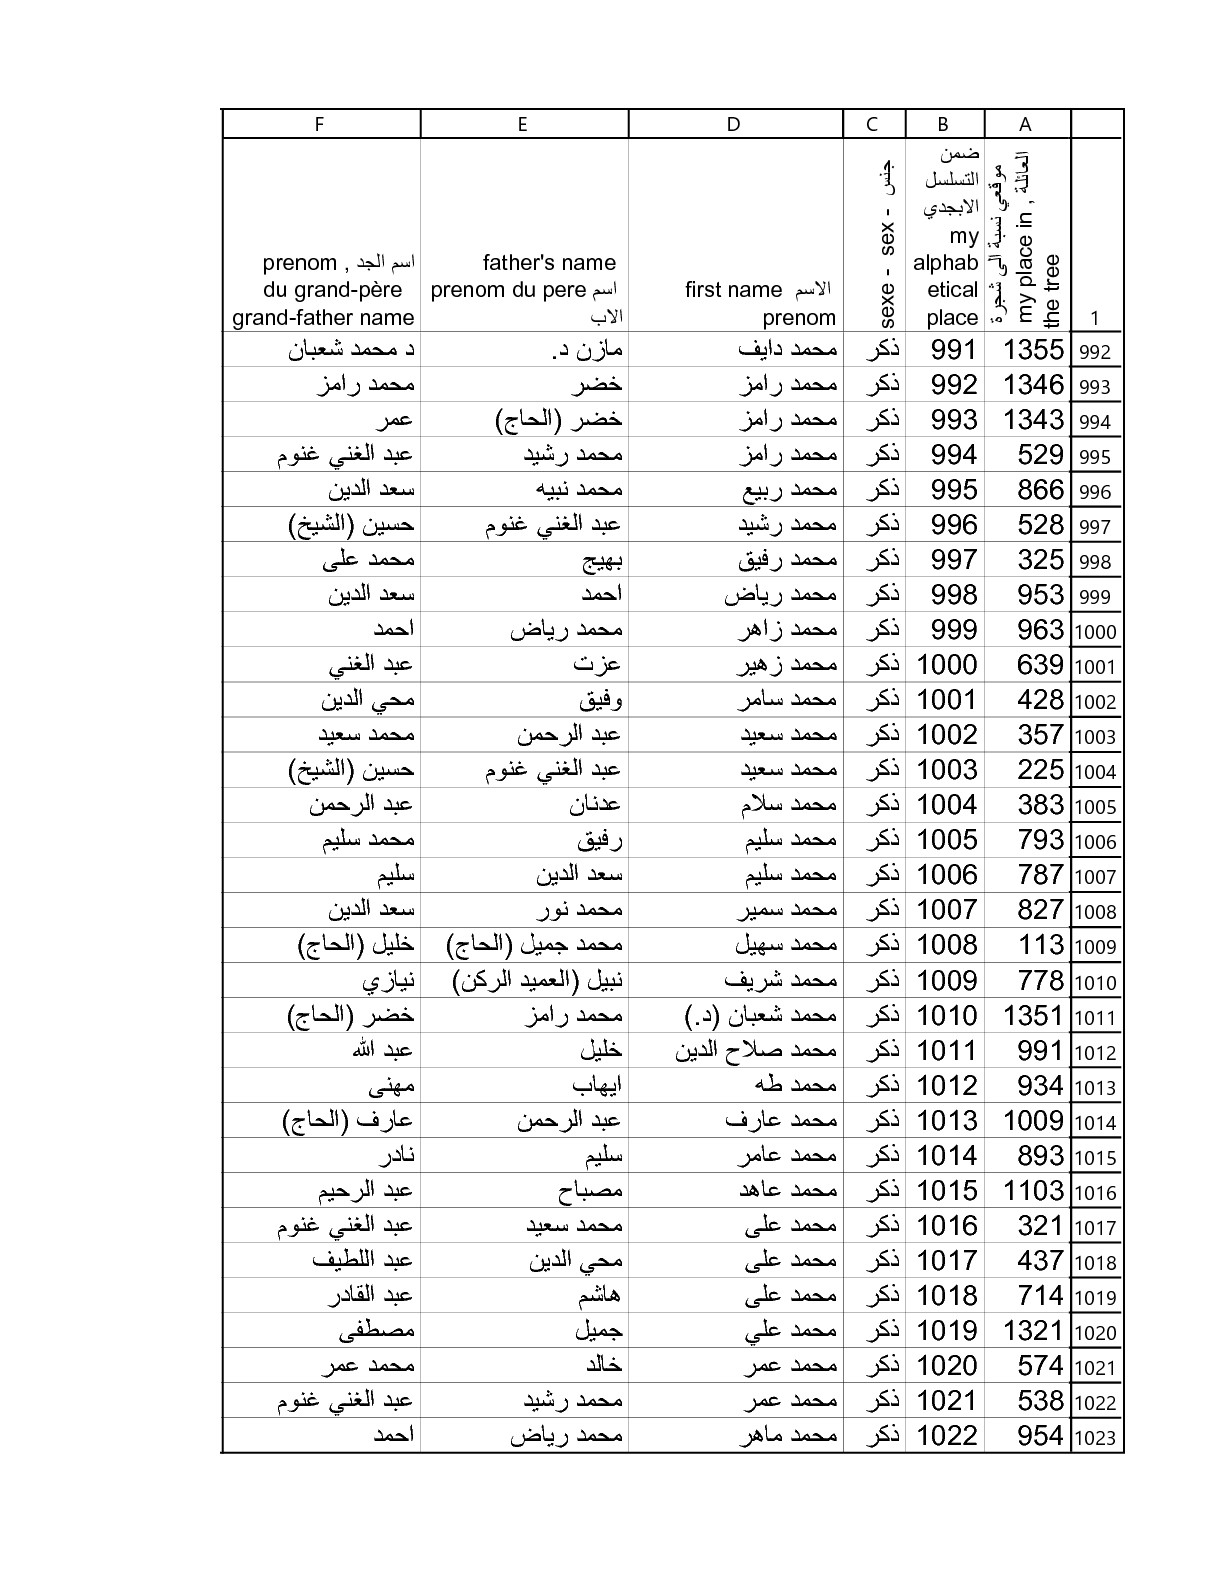 A B C D E F
1
موقعي نسبة الى شجرة العائلة , my place in the tree
ضمن التسلسل الابجدي my alphabetical place
sexe - sex - جنس
first name الاسم prenom
father's name prenom du pere اسم الاب
prenom , اسم الجد du grand-père grand-father name
992 1355 991 ذكر محمد دايف مازن د. د محمد شعبان
993 1346 992 ذكر محمد رامز خضر محمد رامز
994 1343 993 ذكر محمد رامز خضر (الحاج) عمر
995 529 994 ذكر محمد رامز محمد رشيد عبد الغني غنوم
996 866 995 ذكر محمد ربيع محمد نبيه سعد الدين
997 528 996 ذكر محمد رشيد عبد الغني غنوم حسين (الشيخ)
998 325 997 ذكر محمد رفيق بهيج محمد على
999 953 998 ذكر محمد رياض احمد سعد الدين
1000 963 999 ذكر محمد زاهر محمد رياض احمد
1001 639 1000 ذكر محمد زهير عزت عبد الغني
1002 428 1001 ذكر محمد سامر وفيق محي الدين
1003 357 1002 ذكر محمد سعيد عبد الرحمن محمد سعيد
1004 225 1003 ذكر محمد سعيد عبد الغني غنوم حسين (الشيخ)
1005 383 1004 ذكر محمد سلام عدنان عبد الرحمن
1006 793 1005 ذكر محمد سليم رفيق محمد سليم
1007 787 1006 ذكر محمد سليم سعد الدين سليم
1008 827 1007 ذكر محمد سمير محمد نور سعد الدين
1009 113 1008 ذكر محمد سهيل محمد جميل (الحاج) خليل (الحاج)
1010 778 1009 ذكر محمد شريف نبيل (العميد الركن) نيازي
1011 1351 1010 ذكر محمد شعبان (د.) محمد رامز خضر (الحاج)
1012 991 1011 ذكر محمد صلاح الدين خليل عبد الله
1013 934 1012 ذكر محمد طه ايهاب مهنى
1014 1009 1013 ذكر محمد عارف عبد الرحمن عارف (الحاج)
1015 893 1014 ذكر محمد عامر سليم نادر
1016 1103 1015 ذكر محمد عاهد مصباح عبد الرحيم
1017 321 1016 ذكر محمد على محمد سعيد عبد الغني غنوم
1018 437 1017 ذكر محمد على محي الدين عبد اللطيف
1019 714 1018 ذكر محمد على هاشم عبد القادر
1020 1321 1019 ذكر محمد علي جميل مصطفى
1021 574 1020 ذكر محمد عمر خالد محمد عمر
1022 538 1021 ذكر محمد عمر محمد رشيد عبد الغني غنوم
1023 954 1022 ذكر محمد ماهر محمد رياض احمد